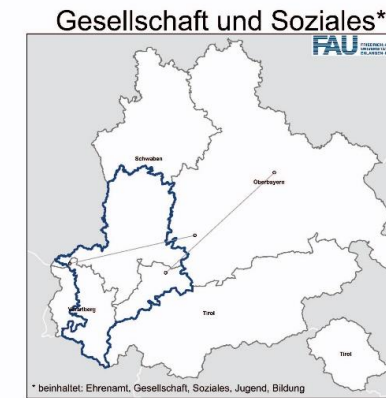 Gesellschaft und Soziales*
FAU
Schwaben
Oberbayern
Vorarlberg
Tirol
Tirol
* beinhaltet: Ehrenamt, Gesellschaft, Soziales, Jugend, Bildung